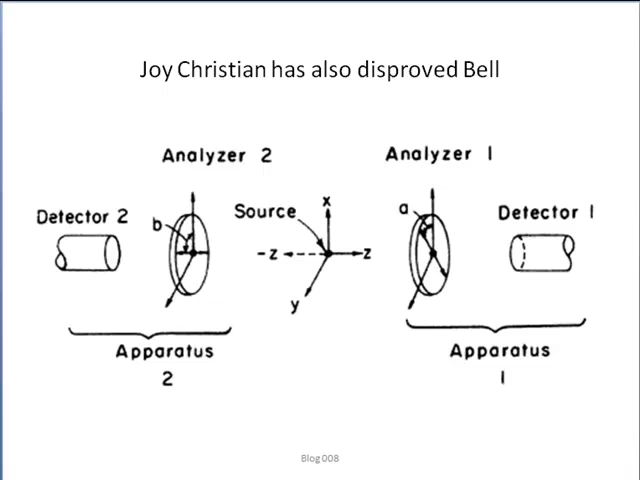 Joy Christian has also disproved Bell
Analyzer 2
Analyzer 1
Detector 2
b
Source
x
a
Detector 1
-z
z
y
Apparatus
2
Apparatus
1
Blog 008